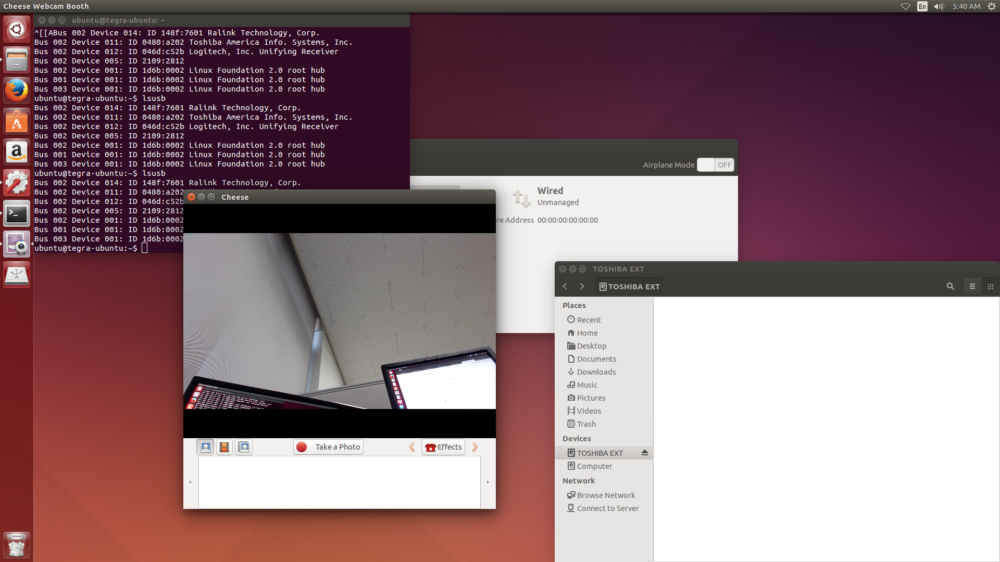 Cheese Webcam Booth
En
5:40 AM
ubuntu@tegra-ubuntu: ~
^[[ABus 002 Device 014: ID 148f:7601 Ralink Technology, Corp.
Bus 002 Device 011: ID 0480:a202 Toshiba America Info. Systems, Inc.
Bus 002 Device 012: ID 046d:c52b Logitech, Inc. Unifying Receiver
Bus 002 Device 005: ID 2109:2812
Bus 002 Device 001: ID 1d6b:0002 Linux Foundation 2.0 root hub
Bus 001 Device 001: ID 1d6b:0002 Linux Foundation 2.0 root hub
Bus 003 Device 001: ID 1d6b:0002 Linux Foundation 2.0 root hub
ubuntu@tegra-ubuntu:~$ lsusb
Bus 002 Device 014: ID 148f:7601 Ralink Technology, Corp.
Bus 002 Device 011: ID 0480:a202 Toshiba America Info. Systems, Inc.
Bus 002 Device 012: ID 046d:c52b Logitech, Inc. Unifying Receiver
Bus 002 Device 005: ID 2109:2812
Bus 002 Device 001: ID 1d6b:0002 Linux Foundation 2.0 root hub
Bus 001 Device 001: ID 1d6b:0002 Linux Foundation 2.0 root hub
Bus 003 Device 001: ID 1d6b:0002 Linux Foundation 2.0 root hub
ubuntu@tegra-ubuntu:~$ lsusb
Bus 002 Device 014: ID 148f:7601 Ralink Technology, Corp.
Bus 002 Device 011: ID 0480:a202
Bus 002 Device 012: ID 046d:c52b
Bus 002 Device 005: ID 2109:2812
Bus 002 Device 001: ID 1d6b:0002
Bus 001 Device 001: ID 1d6b:0002
Bus 003 Device 001: ID 1d6b:0002
ubuntu@tegra-ubuntu:~$
Airplane Mode OFF
Wired
Unmanaged
re Address 00:00:00:00:00:00
Cheese
Take a Photo
Effects
TOSHIBA EXT
TOSHIBA EXT
Places
Recent
Home
Desktop
Documents
Downloads
Music
Pictures
Videos
Trash
Devices
TOSHIBA EXT
Computer
Network
Browse Network
Connect to Server